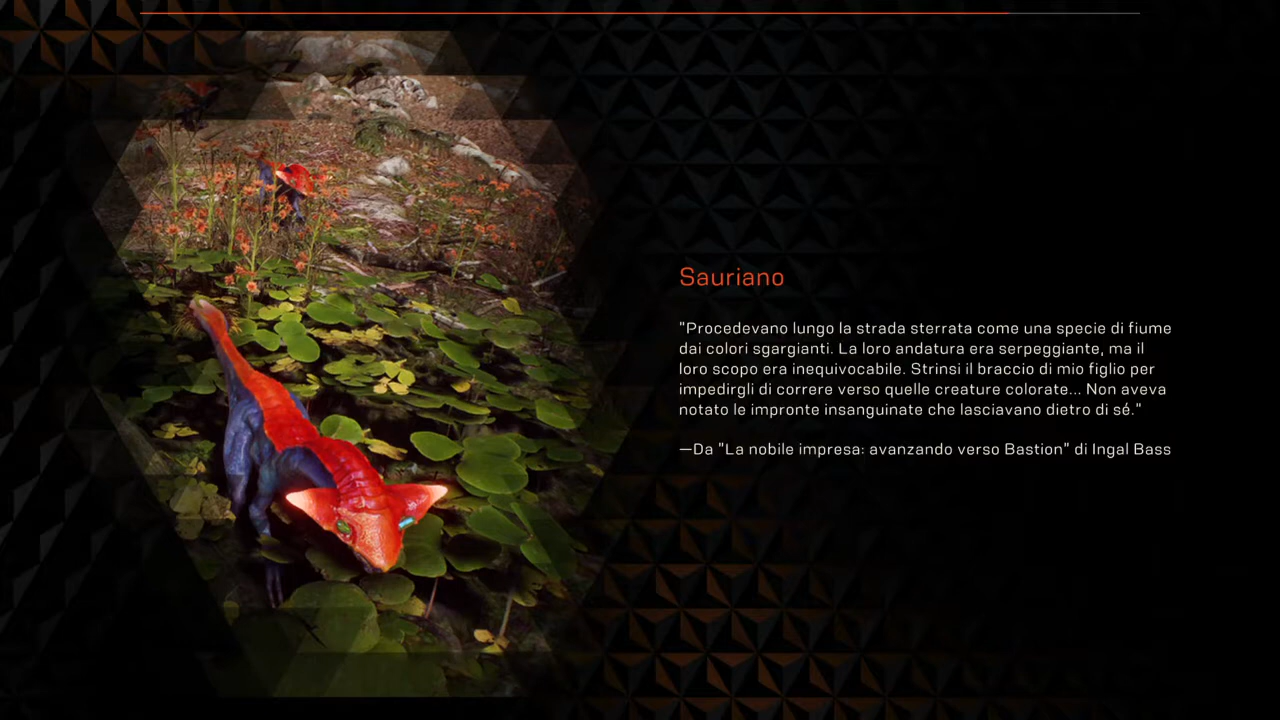 Sauriano
"Procedevano lungo la strada sterrata come una specie di fiume
dai colori sgargianti. La loro andatura era serpeggiante, ma il
loro scopo era inequivocabile. Strinsi il braccio di mio figlio per
impedirgli di correre verso quelle creature colorate... Non aveva
notato le impronte insanguinate che lasciavano dietro di sé."
—Da "La nobile impresa: avanzando verso Bastion" di Ingal Bass